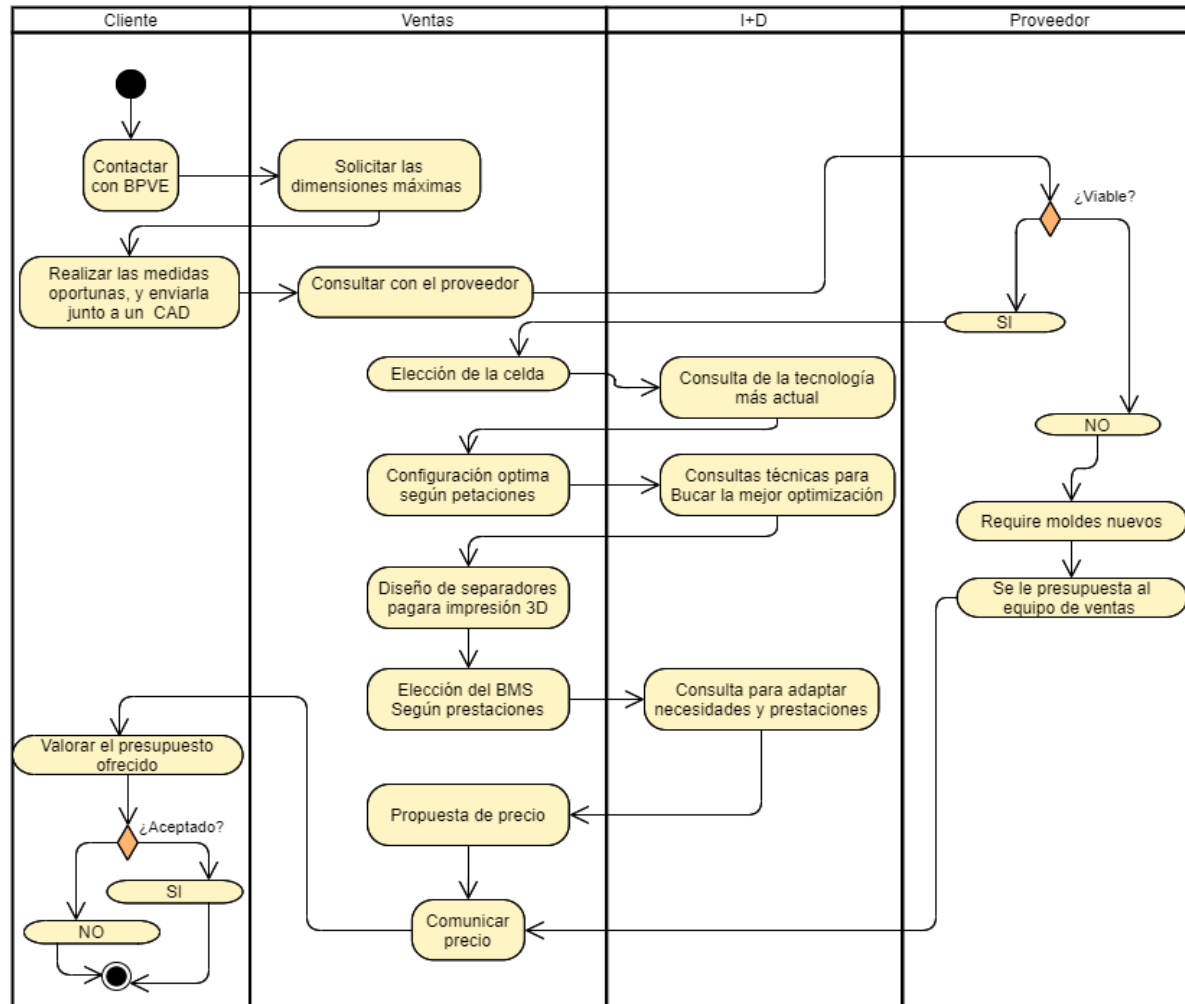 Cliente
Ventas
I+D
Proveedor
Contactar
con BPVE
Solicitar las
dimensiones máximas
¿Viable?
Realizar las medidas
oportunas, y enviarla
junto a un CAD
Consultar con el proveedor
SI
Elección de la celda
Consulta de la tecnología
más actual
NO
Configuración optima
según petaciones
Consultas técnicas para
Bucar la mejor optimización
Require moldes nuevos
Diseño de separadores
pagara impresión 3D
Se le presupuesta al
equipo de ventas
Elección del BMS
Según prestaciones
Consulta para adaptar
necesidades y prestaciones
Valorar el presupuesto
ofrecido
Propuesta de precio
¿Aceptado?
SI
NO
Comunicar
precio